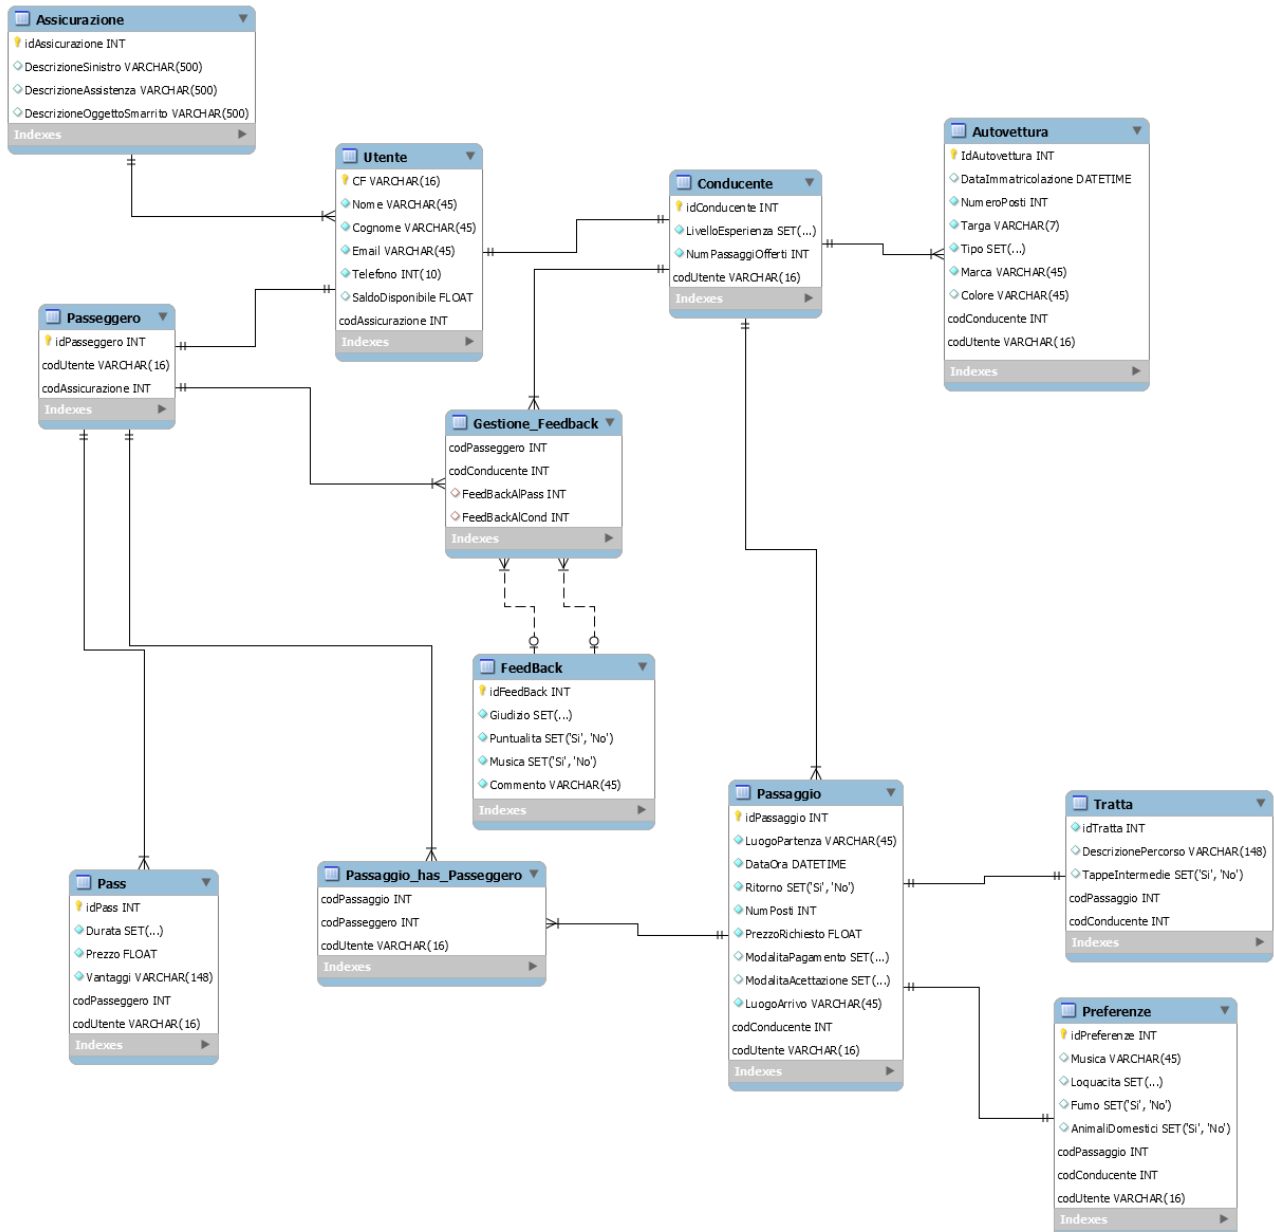 Assicurazione
idAssicurazione INT
DescrizioneSinistro VARCHAR(500)
DescrizioneAssistenza VARCHAR(500)
DescrizioneOggettoSmarrito VARCHAR(500)
Indexes
Utente
CF VARCHAR(16)
Nome VARCHAR(45)
Cognome VARCHAR(45)
Email VARCHAR(45)
Telefono INT(10)
SaldoDisponibile FLOAT
codAssicurazione INT
Indexes
Conducente
idConducente INT
LivelloEsperienza SET(...)
NumPassaggiOfferti INT
codUtente VARCHAR(16)
Indexes
Autovettura
IdAutovettura INT
DataImmatricolazione DATETIME
NumeroPosti INT
Targa VARCHAR(7)
Tipo SET(...)
Marca VARCHAR(45)
Colore VARCHAR(45)
codConducente INT
codUtente VARCHAR(16)
Indexes
Passeggero
idPasseggero INT
codUtente VARCHAR(16)
codAssicurazione INT
Indexes
Gestione_Feedback
codPasseggero INT
codConducente INT
FeedBackAlPass INT
FeedBackAlCond INT
Indexes
FeedBack
idFeedBack INT
Giudizio SET(...)
Puntualita SET('Si', 'No')
Musica SET('Si', 'No')
Commento VARCHAR(45)
Indexes
Pass
idPass INT
Durata SET(...)
Prezzo FLOAT
Vantaggi VARCHAR(148)
codPasseggero INT
codUtente VARCHAR(16)
Indexes
Passaggio_has_Passeggero
codPassaggio INT
codPasseggero INT
codUtente VARCHAR(16)
Indexes
Passaggio
idPassaggio INT
LuogoPartenza VARCHAR(45)
DataOra DATETIME
Ritorno SET('Si', 'No')
NumPosti INT
PrezzoRichiesto FLOAT
ModalitaPagamento SET(...)
ModalitaAcettazione SET(...)
LuogoArrivo VARCHAR(45)
codConducente INT
codUtente VARCHAR(16)
Indexes
Tratta
idTratta INT
DescrizionePercorso VARCHAR(148)
TappeIntermedie SET('Si', 'No')
codPassaggio INT
codConducente INT
Indexes
Preferenze
idPreferenze INT
Musica VARCHAR(45)
Loquacita SET(...)
Fumo SET('Si', 'No')
AnimaliDomestici SET('Si', 'No')
codPassaggio INT
codConducente INT
codUtente VARCHAR(16)
Indexes